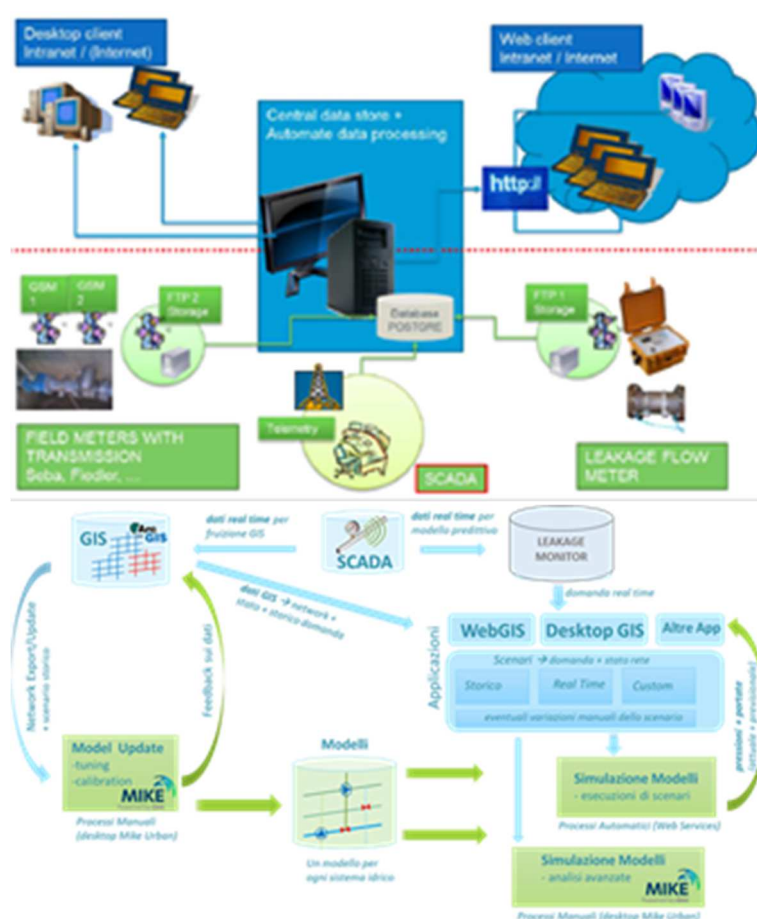 Desktop client
Intranet / (Internet)
Web client
Intranet / Internet
Central data store +
Automate data processing
http://
GSM
1
GSM
2
FTP 2
Storage
Database
POSTGRE
FTP 1
Storage
Telemetry
FIELD METERS WITH
TRANSMISSION
Seba, Fiedler, ...
SCADA
LEAKAGE FLOW
METER
GIS
Arc
GIS
dati real time per
fruizione GIS
SCADA
dati real time per
modello predittivo
LEAKAGE
MONITOR
domanda real time
dati GIS → network +
stato + storico domanda
Network Export/Update
+ scenario storico
Feedback sui dati
Applicazioni
WebGIS
Desktop GIS
Altre App
Scenari → domanda + stato rete
Storico
Real Time
Custom
eventuali variazioni manuali dello scenario
pressioni + portate
(attuale + previsionale)
Model Update
-tuning
-calibration
MIKE
Processi Manuali
(desktop Mike Urban)
Modelli
Un modello per
ogni sistema idrico
Simulazione Modelli
- esecuzioni di scenari
Processi Automatici (Web Services)
Simulazione Modelli
- analisi avanzate
MIKE
Processi Manuali (desktop Mike Urban)